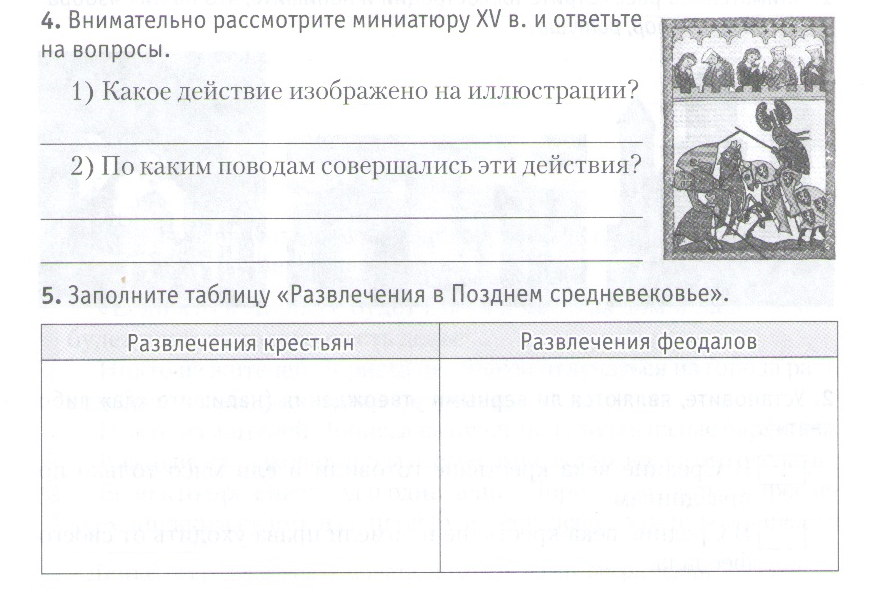 4. Внимательно рассмотрите миниатюру XV в. и ответьте
на вопросы.
1) Какое действие изображено на иллюстрации?
2) По каким поводам совершались эти действия?
5. Заполните таблицу «Развлечения в Позднем средневековье».
Развлечения крестьян
Развлечения феодалов